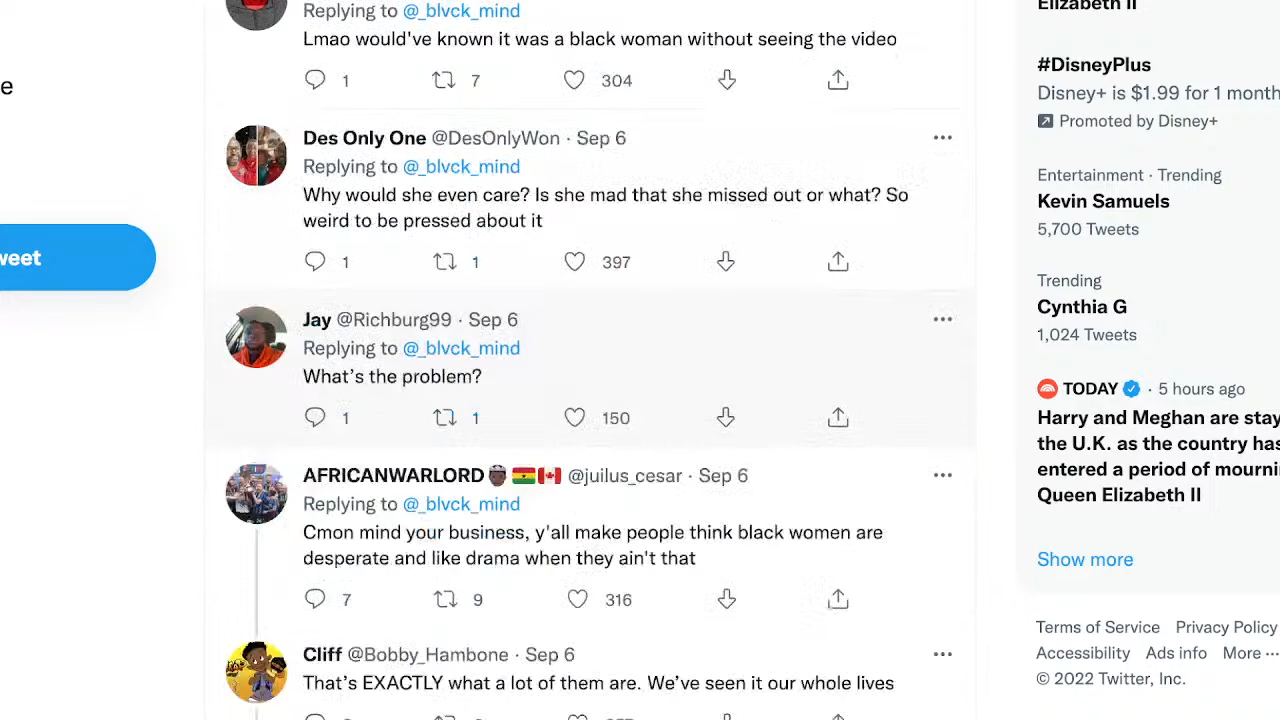 e
weet
Replying to @_blvck_mind
Lmao would've known it was a black woman without seeing the video
1 7 304
Des Only One @DesOnlyWon · Sep 6
Replying to @_blvck_mind
Why would she even care? Is she mad that she missed out or what? So
weird to be pressed about it
1 1 397
Jay @Richburg99 · Sep 6
Replying to @_blvck_mind
What's the problem?
1 1 150
AFRICANWARLORD @juilus_cesar · Sep 6
Replying to @_blvck_mind
Cmon mind your business, y'all make people think black women are
desperate and like drama when they ain't that
7 9 316
Cliff @Bobby_Hambone · Sep 6
That's EXACTLY what a lot of them are. We've seen it our whole lives
Elizabeth II
#DisneyPlus
Disney+ is $1.99 for 1 month
Promoted by Disney+
Entertainment · Trending
Kevin Samuels
5,700 Tweets
Trending
Cynthia G
1,024 Tweets
TODAY · 5 hours ago
Harry and Meghan are stay
the U.K. as the country has
entered a period of mourni
Queen Elizabeth II
Show more
Terms of Service Privacy Policy
Accessibility Ads info More ···
© 2022 Twitter, Inc.